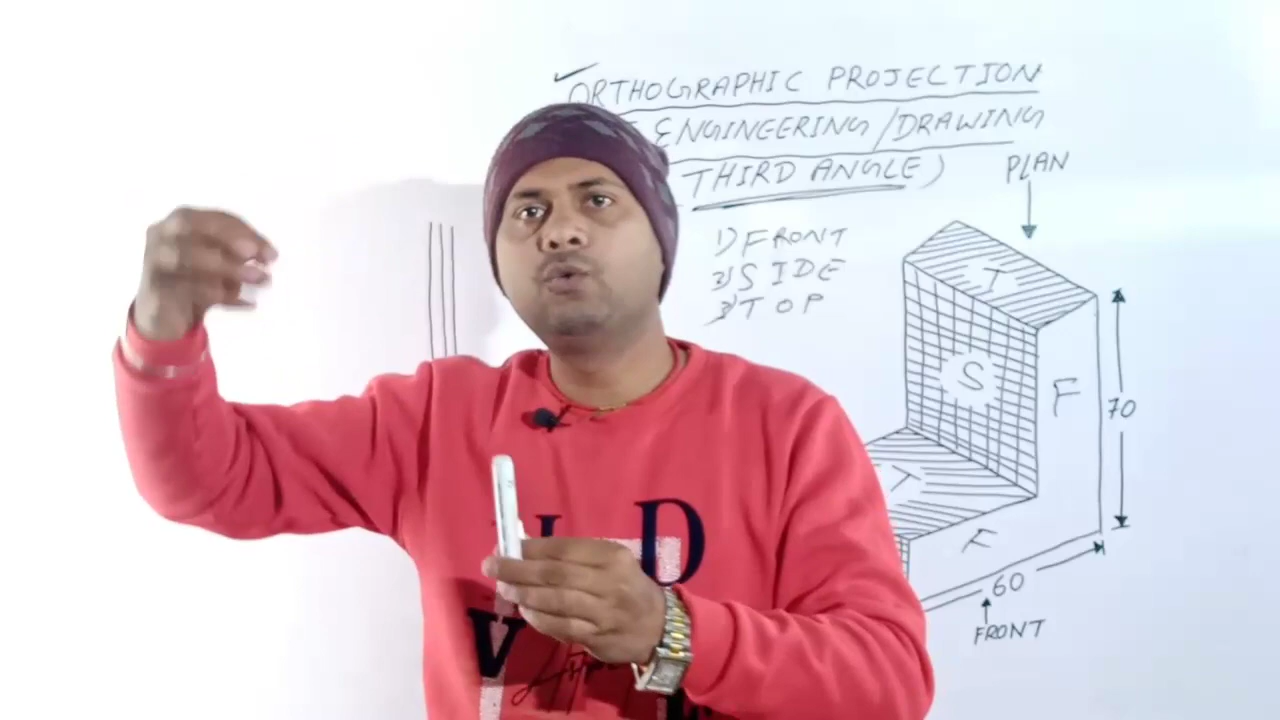 ORTHOGRAPHIC PROJECTION
ENGINEERING/DRAWING
THIRD ANGLE)
PLAN
1) FRONT
2) SIDE
3) TOP
T
S
F
70
T
F
60
FRONT
D
V